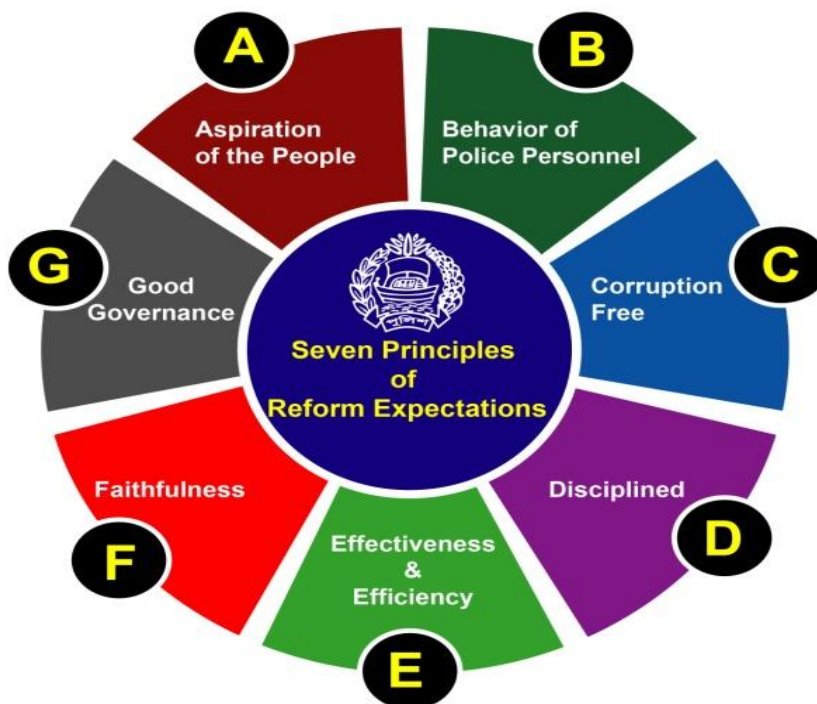 A
Aspiration
of the People
B
Behavior of
Police Personnel
C
Corruption
Free
D
Disciplined
E
Effectiveness
&
Efficiency
F
Faithfulness
G
Good
Governance
পুলিশ
Seven Principles
of
Reform Expectations